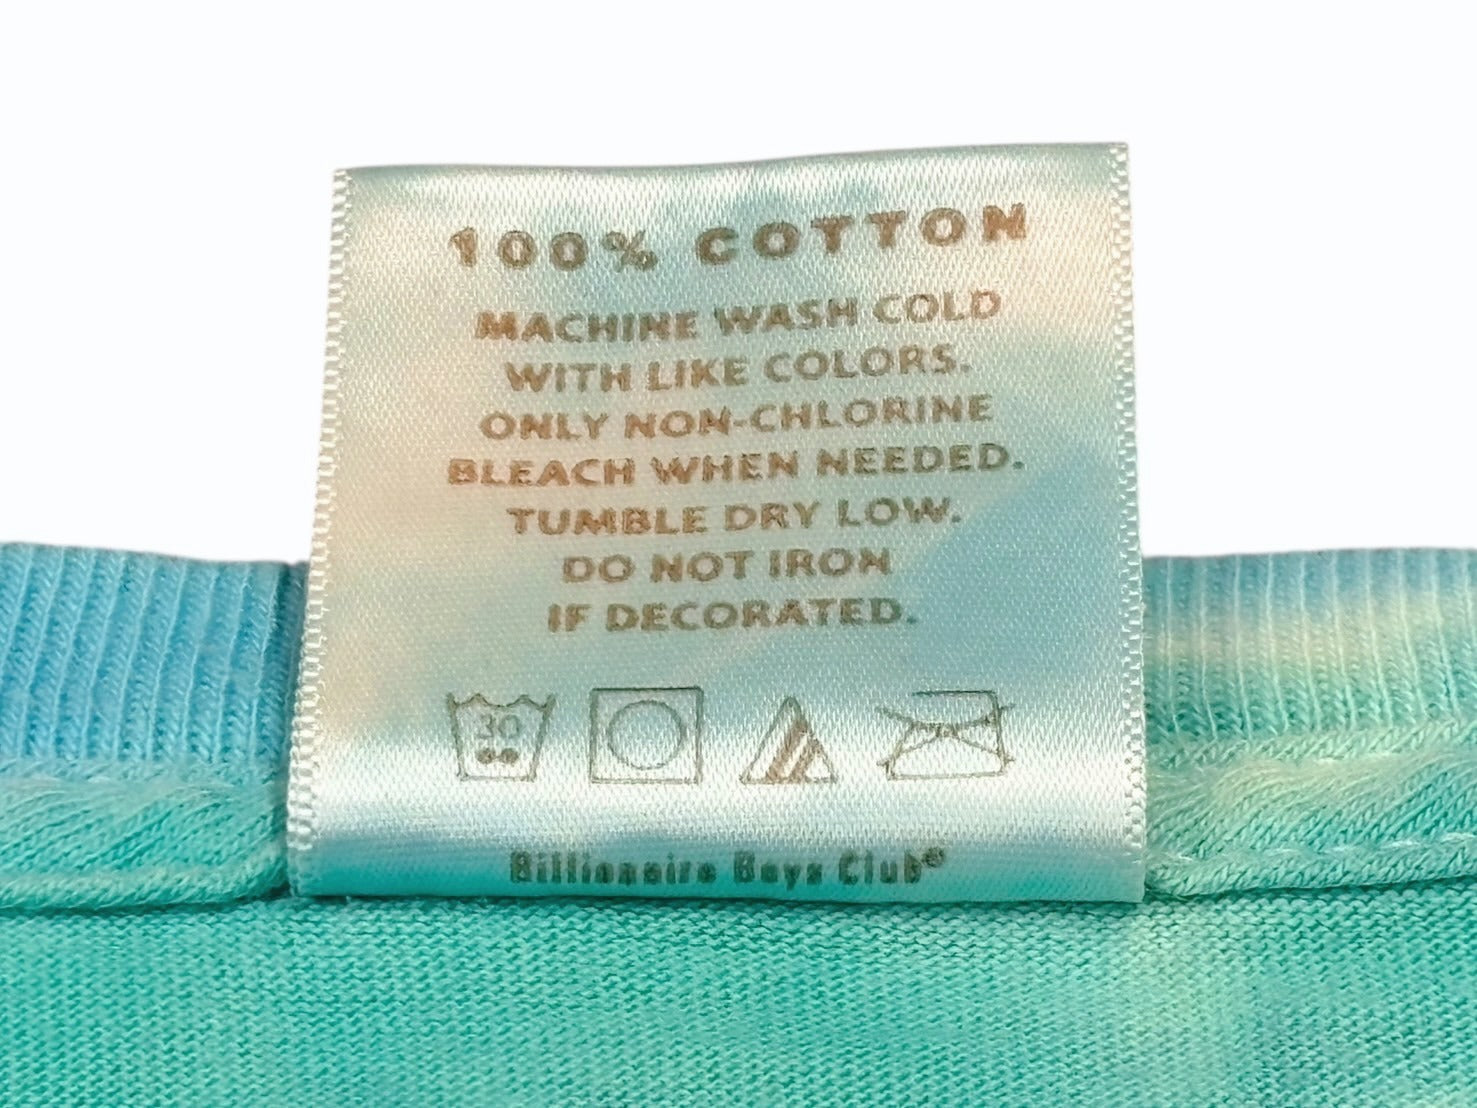 100% COTTON
MACHINE WASH COLD
WITH LIKE COLORS.
ONLY NON-CHLORINE
BLEACH WHEN NEEDED.
TUMBLE DRY LOW.
DO NOT IRON
IF DECORATED.
30
Billionaire Boys Club®